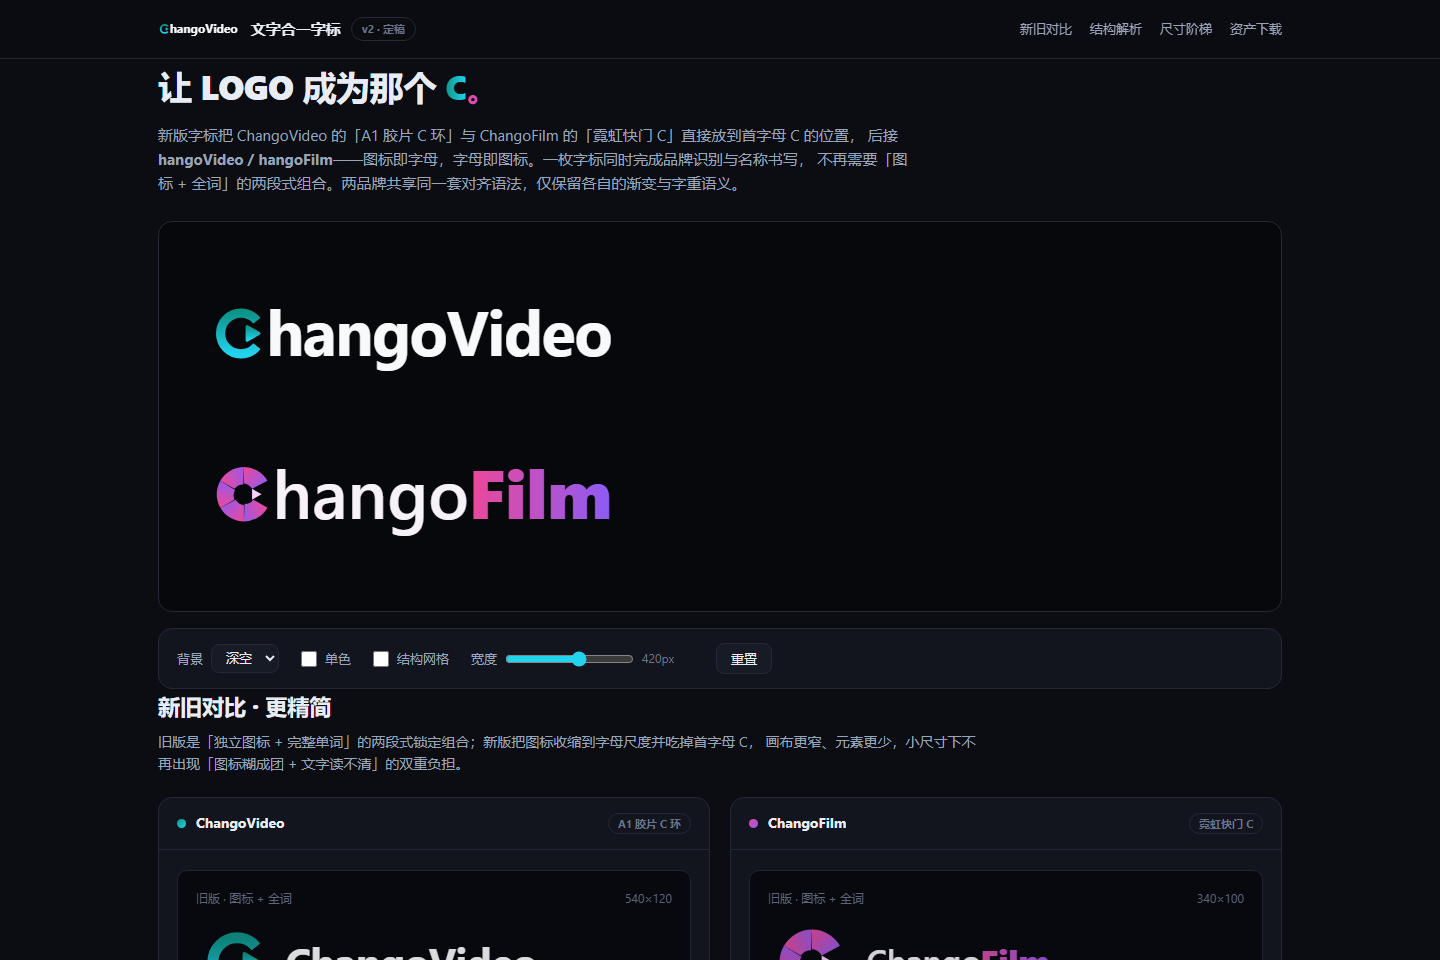 ChangoVideo 文字合一字标 v2 · 定稿 新旧对比 结构解析 尺寸阶梯 资产下载
让 LOGO 成为那个 C。
新版字标把 ChangoVideo 的「A1 胶片 C 环」与 ChangoFilm 的「霓虹快门 C」直接放到首字母 C 的位置， 后接
hangoVideo / hangoFilm——图标即字母，字母即图标。一枚字标同时完成品牌识别与名称书写， 不再需要「图
标 + 全词」的两段式组合。两品牌共享同一套对齐语法，仅保留各自的渐变与字重语义。
ChangoVideo
ChangoFilm
背景 深空 单色 结构网格 宽度 420px 重置
新旧对比 · 更精简
旧版是「独立图标 + 完整单词」的两段式锁定组合；新版把图标收缩到字母尺度并吃掉首字母 C， 画布更窄、元素更少，小尺寸下不
再出现「图标糊成团 + 文字读不清」的双重负担。
ChangoVideo A1 胶片 C 环
旧版 · 图标 + 全词 540×120
ChangoVideo
ChangoFilm 霓虹快门 C
旧版 · 图标 + 全词 340×100
ChangoFilm